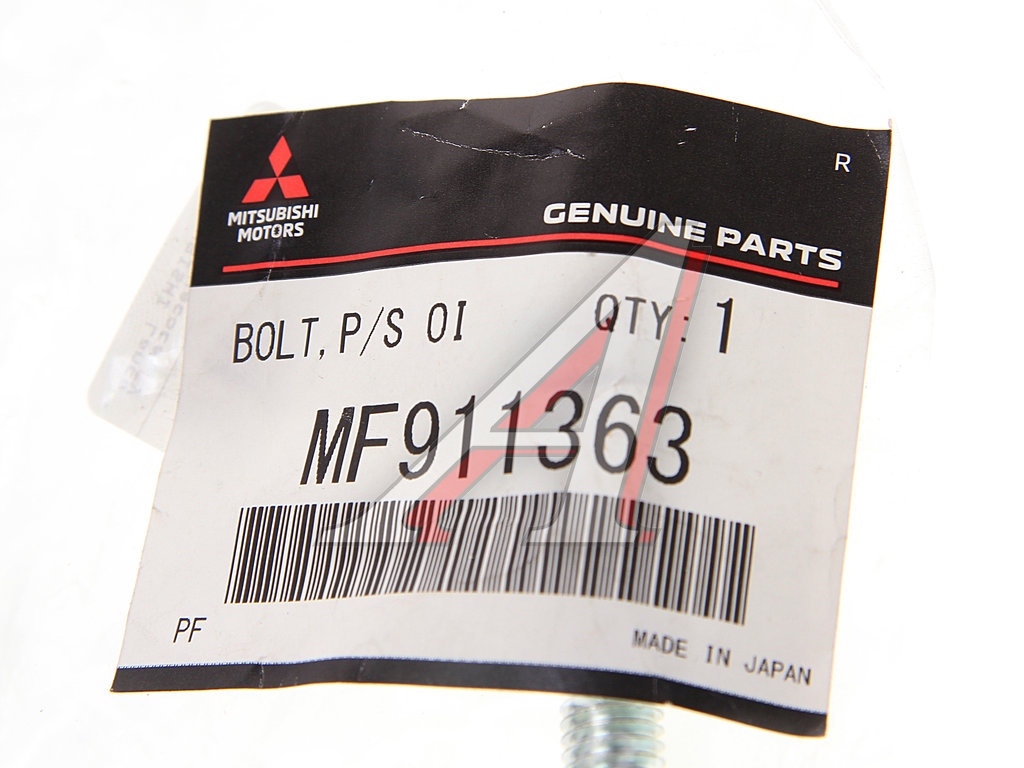 R
MITSUBISHI
MOTORS
GENUINE PARTS
BOLT, P/S OI
QTY: 1
MF911363
PF
MADE IN JAPAN